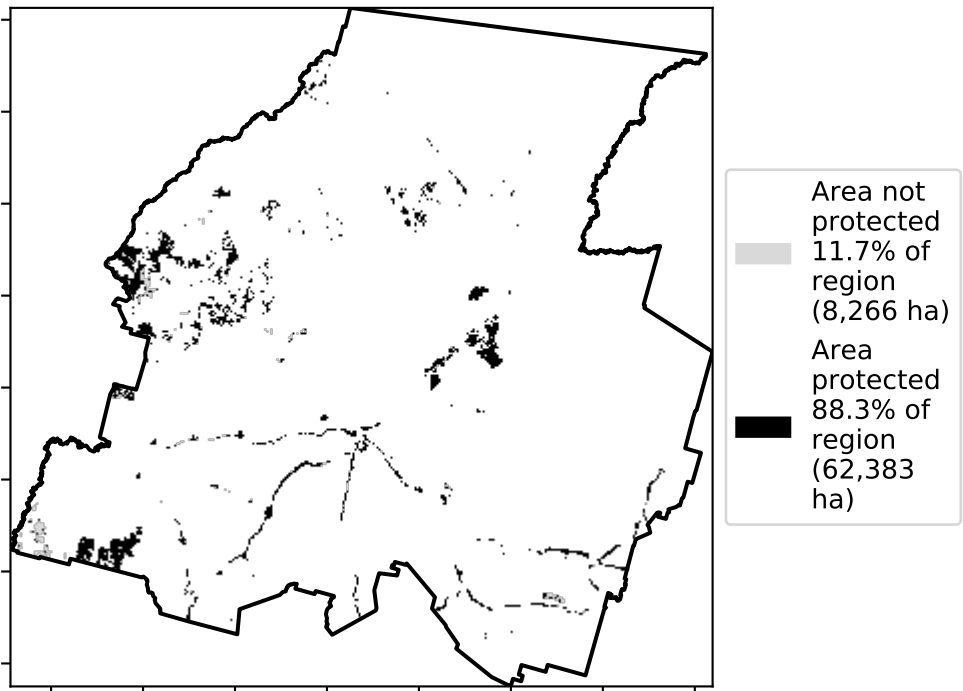 Area not
protected
11.7% of
region
(8,266 ha)
Area
protected
88.3% of
region
(62,383
ha)